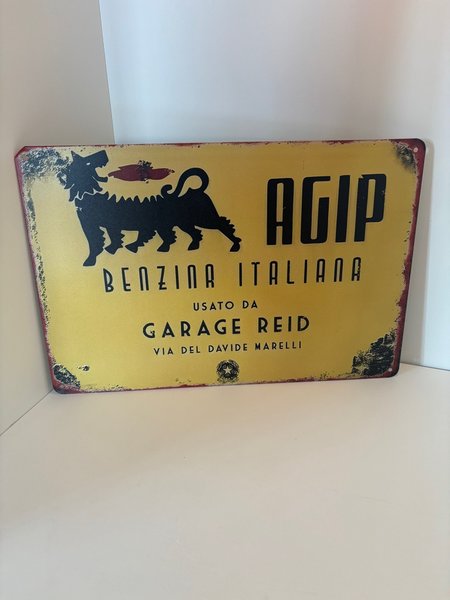 AGIP
BENZINA ITALIANA
USATO DA
GARAGE REID
VIA DEL DAVIDE MARELLI